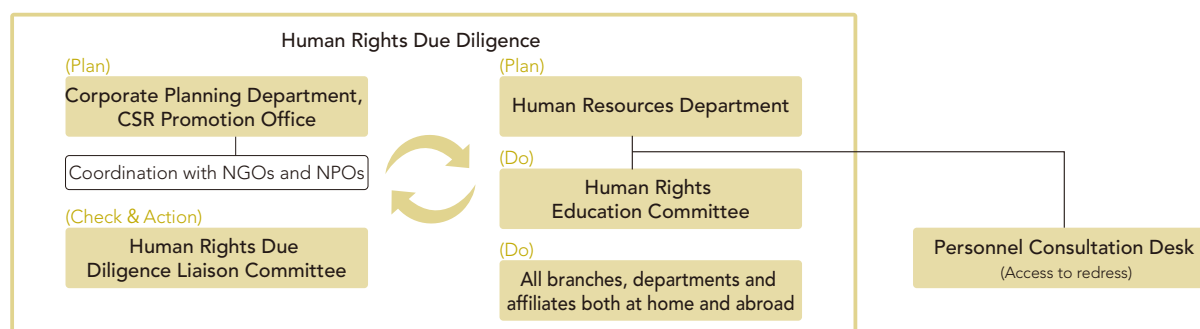 Human Rights Due Diligence
(Plan)
Corporate Planning Department,
CSR Promotion Office
Coordination with NGOs and NPOs
(Check & Action)
Human Rights Due
Diligence Liaison Committee
(Plan)
Human Resources Department
(Do)
Human Rights
Education Committee
(Do)
All branches, departments and
affiliates both at home and abroad
Personnel Consultation Desk
(Access to redress)